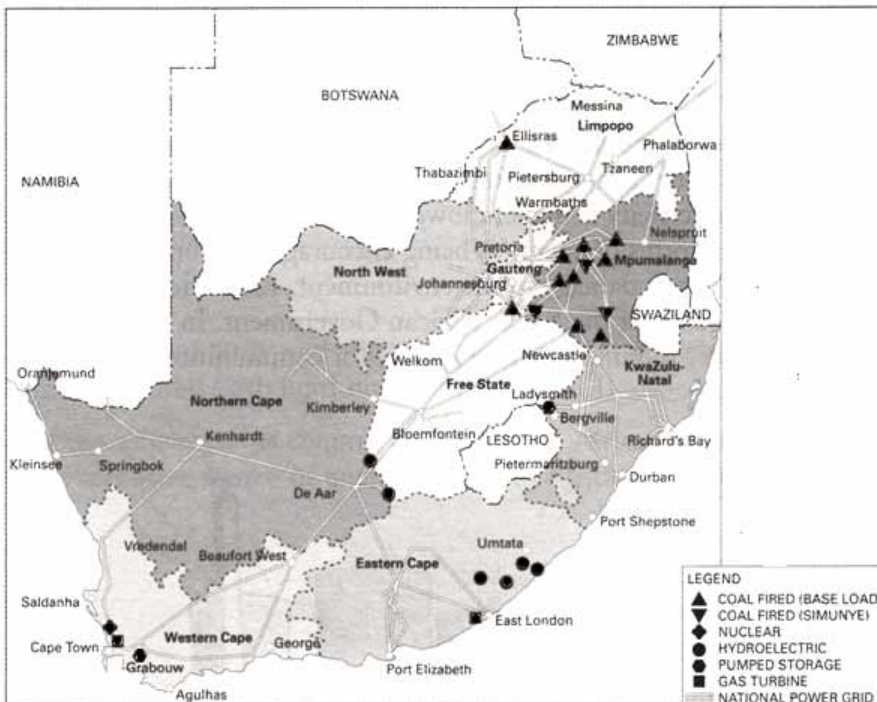 ZIMBABWE
BOTSWANA
Messina
Limpopo
Ellisras
Phalaborwa
Thabazimbi
Tzaneen
Pietersburg
NAMIBIA
Warmbaths
Nelspruit
Pretoria
Mpumalanga
North West
Gauteng
Johannesburg
SWAZILAND
Welkom
Newcastle
KwaZulu-
Natal
Oranjemund
Free State
Ladysmith
Northern Cape
Kimberley
Bergville
Bloemfontein
Kenhardt
LESOTHO
Richard's Bay
Kleinsee
Springbok
Pietermaritzburg
Durban
De Aar
Port Shepstone
Vredendal
Umtata
Beaufort West
Eastern Cape
Saldanha
East London
Cape Town
Western Cape
George
Grabouw
Port Elizabeth
Agulhas
LEGEND
COAL FIRED (BASE LOAD)
COAL FIRED (SIMUNYE)
NUCLEAR
HYDROELECTRIC
PUMPED STORAGE
GAS TURBINE
NATIONAL POWER GRID